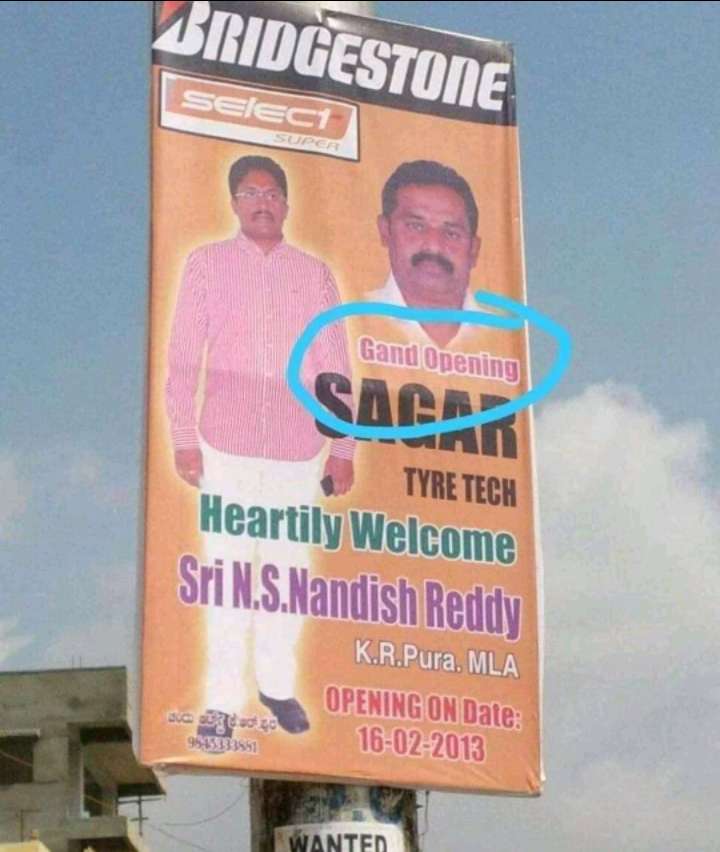 BRIDGESTONE
select
SUPER
Gand Opening
SAGAR
TYRE TECH
Heartily Welcome
Sri N.S.Nandish Reddy
K.R.Pura. MLA
OPENING ON Date:
16-02-2013
ಕೆ.ಆರ್.ಪುರ
9845333881
WANTED